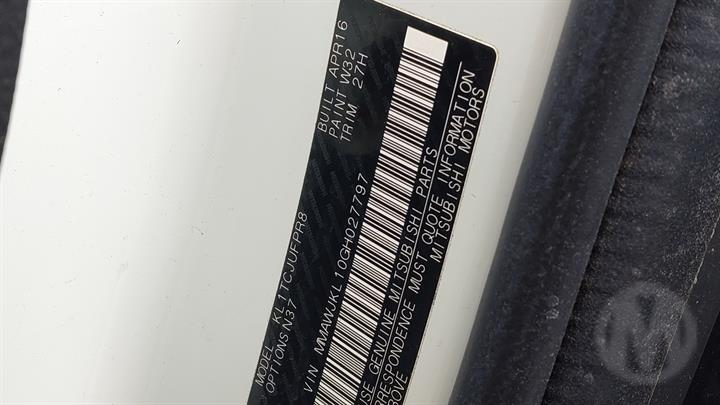 MODEL KL1TCJUFPR8 BUILT APR16
OPTIONS N37 PAINT W32
TRIM 27H
VIN MMAWJKL10GH027797
USE GENUINE MITSUBISHI PARTS
CORRESPONDENCE MUST QUOTE INFORMATION
ABOVE MITSUBISHI MOTORS
M